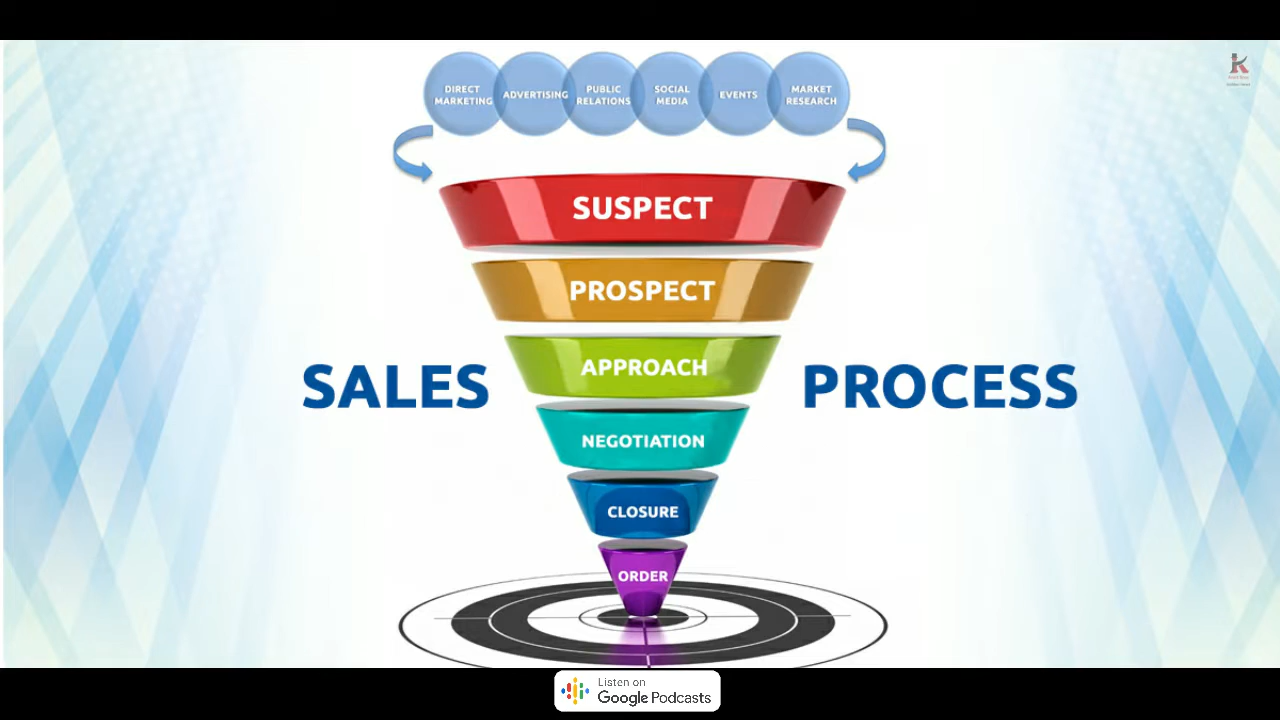 DIRECT
MARKETING
ADVERTISING
PUBLIC
RELATIONS
SOCIAL
MEDIA
EVENTS
MARKET
RESEARCH
SUSPECT
PROSPECT
APPROACH
SALES
PROCESS
NEGOTIATION
CLOSURE
ORDER
Listen on
Google Podcasts